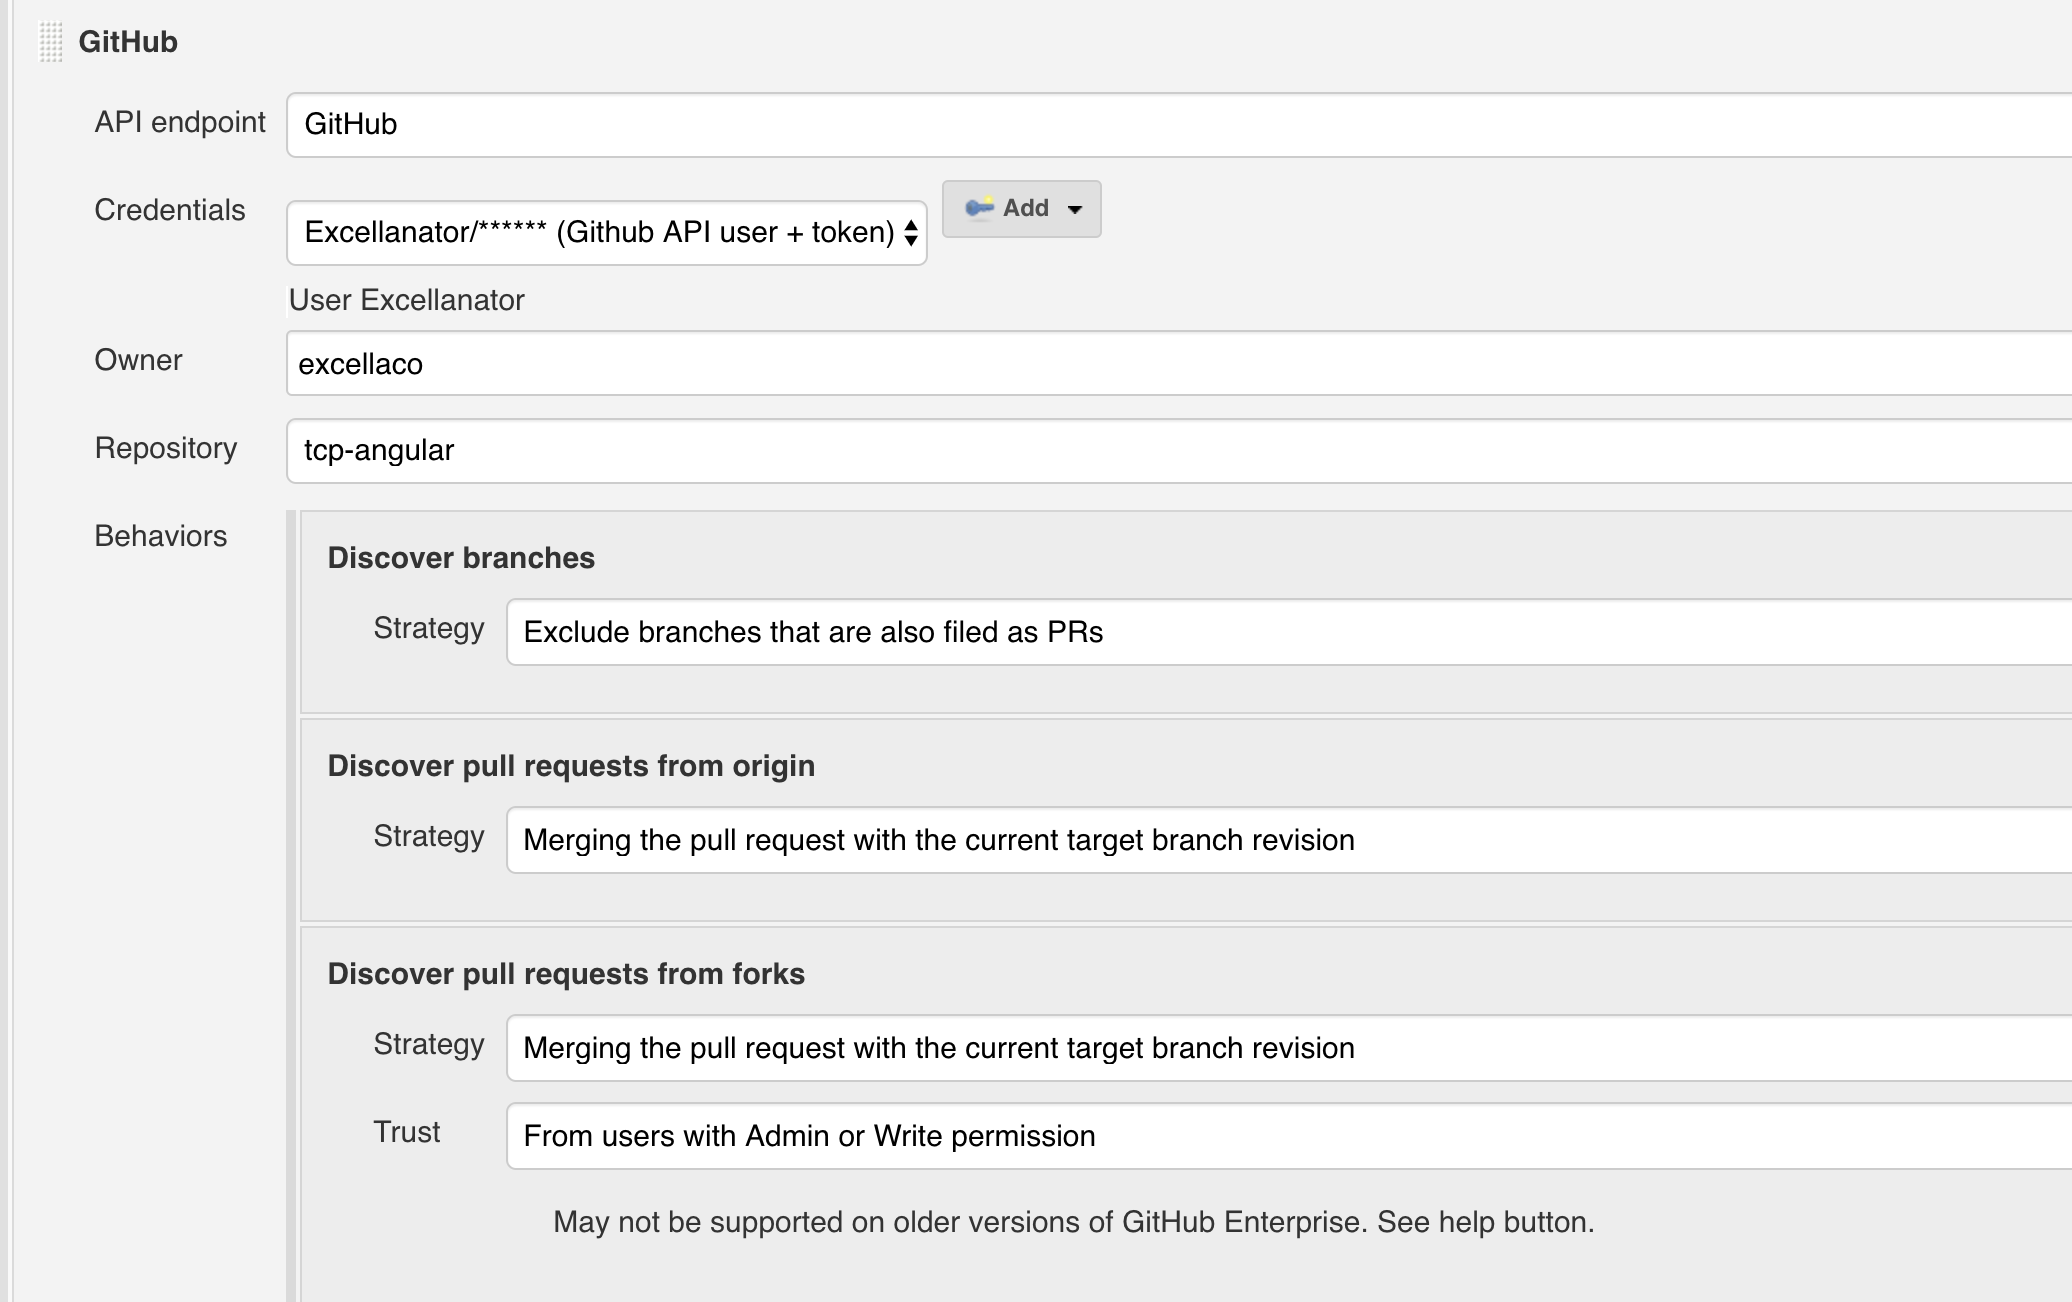 GitHub
API endpoint GitHub
Credentials Excellanator/****** (Github API user + token) Add
User Excellanator
Owner excellaco
Repository tcp-angular
Behaviors
Discover branches
Strategy Exclude branches that are also filed as PRs
Discover pull requests from origin
Strategy Merging the pull request with the current target branch revision
Discover pull requests from forks
Strategy Merging the pull request with the current target branch revision
Trust From users with Admin or Write permission
May not be supported on older versions of GitHub Enterprise. See help button.